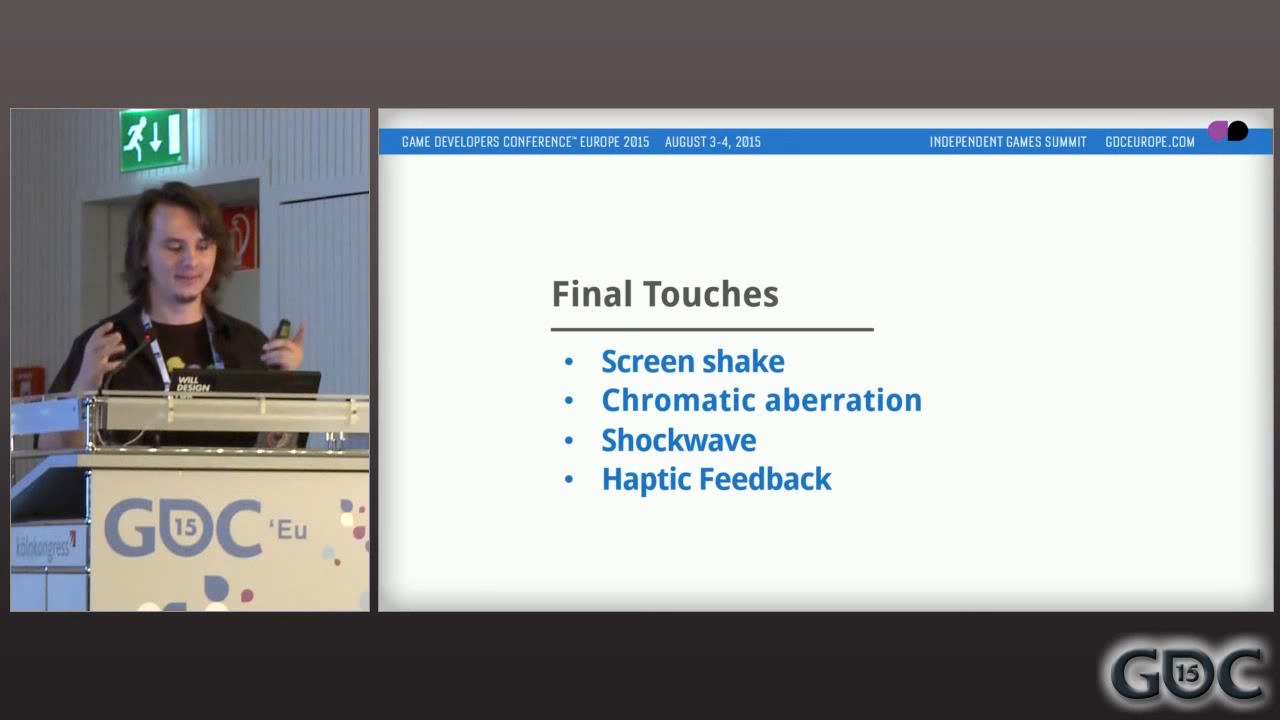 GAME DEVELOPERS CONFERENCE™ EUROPE 2015 AUGUST 3-4, 2015 INDEPENDENT GAMES SUMMIT GDCEUROPE.COM
Final Touches
• Screen shake
• Chromatic aberration
• Shockwave
• Haptic Feedback
WILL
DESIGN
GDC 15 'Eu
kölnkongress
GDC 15